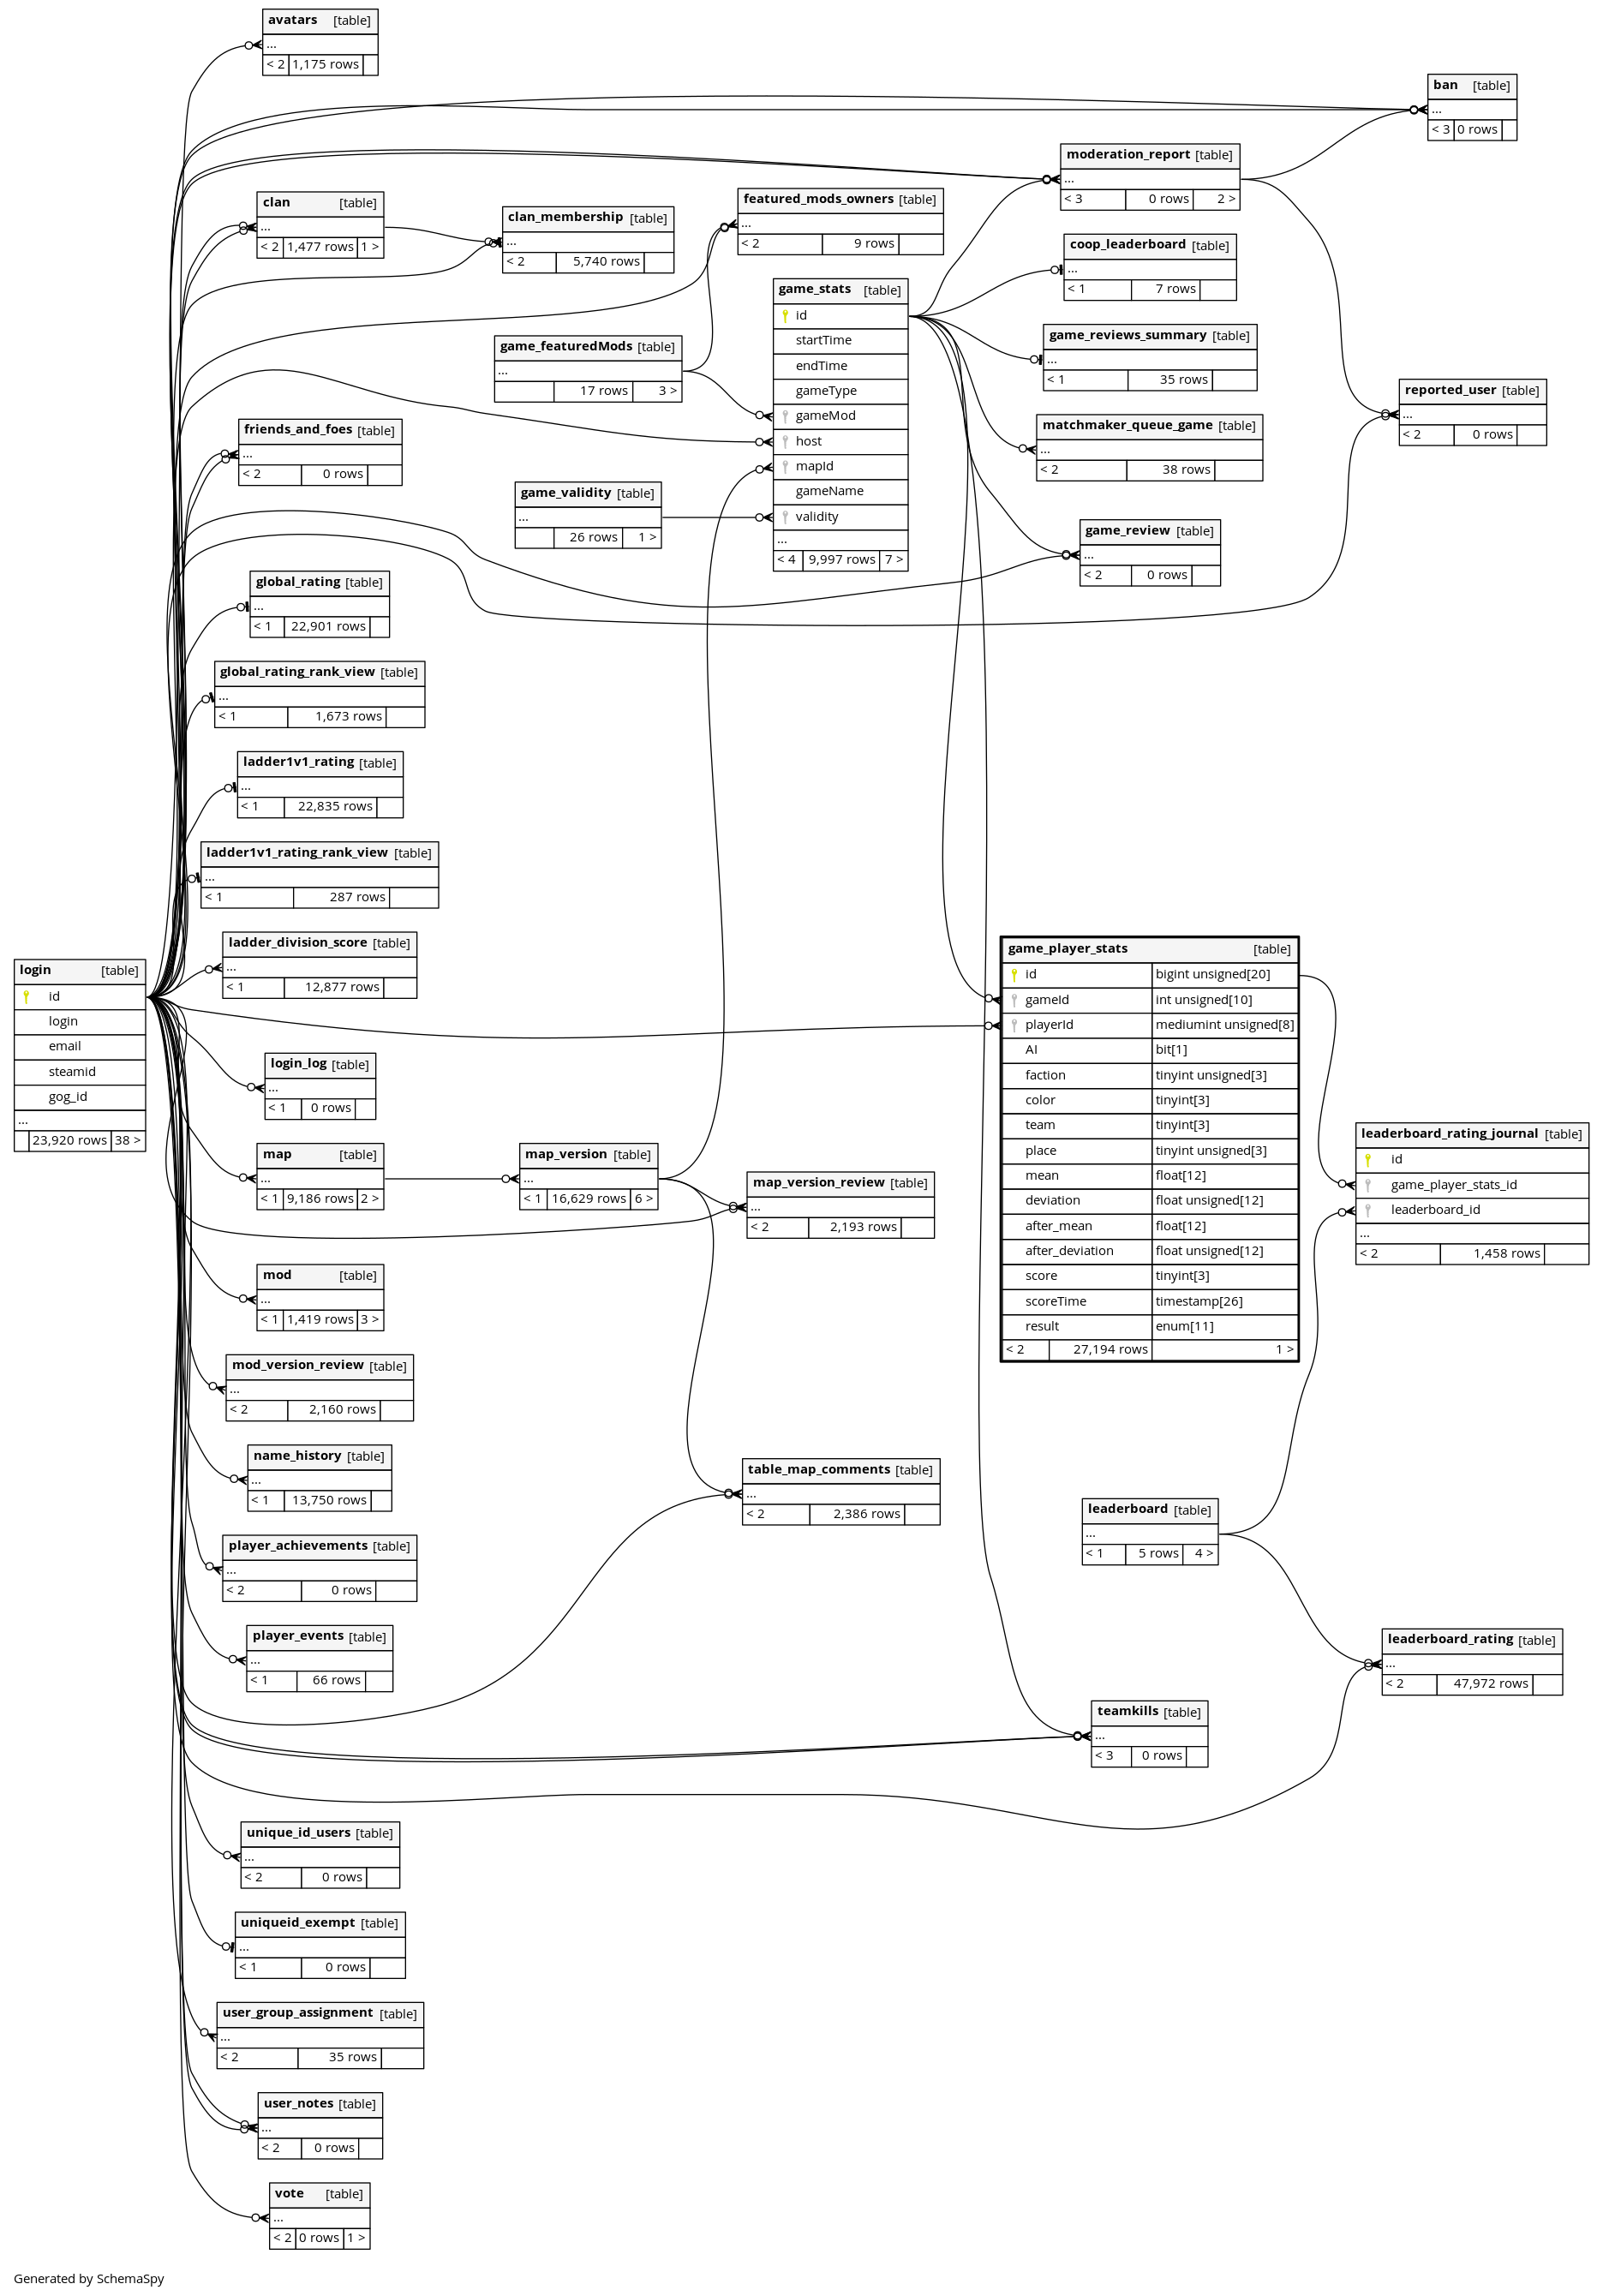 avatars [table]
...
< 2 1,175 rows
ban [table]
...
< 3 0 rows
moderation_report [table]
...
< 3 0 rows 2 >
clan [table]
...
< 2 1,477 rows 1 >
clan_membership [table]
...
< 2 5,740 rows
featured_mods_owners [table]
...
< 2 9 rows
coop_leaderboard [table]
...
< 1 7 rows
game_stats [table]
id
startTime
endTime
gameType
gameMod
host
mapId
gameName
validity
...
< 4 9,997 rows 7 >
game_reviews_summary [table]
...
< 1 35 rows
game_featuredMods [table]
...
17 rows 3 >
reported_user [table]
...
< 2 0 rows
matchmaker_queue_game [table]
...
< 2 38 rows
friends_and_foes [table]
...
< 2 0 rows
game_validity [table]
...
26 rows 1 >
game_review [table]
...
< 2 0 rows
global_rating [table]
...
< 1 22,901 rows
global_rating_rank_view [table]
...
< 1 1,673 rows
ladder1v1_rating [table]
...
< 1 22,835 rows
ladder1v1_rating_rank_view [table]
...
< 1 287 rows
ladder_division_score [table]
...
< 1 12,877 rows
login [table]
id
login
email
steamid
gog_id
...
23,920 rows 38 >
game_player_stats [table]
id bigint unsigned[20]
gameId int unsigned[10]
playerId mediumint unsigned[8]
AI bit[1]
faction tinyint unsigned[3]
color tinyint[3]
team tinyint[3]
place tinyint unsigned[3]
mean float[12]
deviation float unsigned[12]
after_mean float[12]
after_deviation float unsigned[12]
score tinyint[3]
scoreTime timestamp[26]
result enum[11]
< 2 27,194 rows 1 >
login_log [table]
...
< 1 0 rows
leaderboard_rating_journal [table]
id
game_player_stats_id
leaderboard_id
...
< 2 1,458 rows
map [table]
...
< 1 9,186 rows 2 >
map_version [table]
...
< 1 16,629 rows 6 >
map_version_review [table]
...
< 2 2,193 rows
mod [table]
...
< 1 1,419 rows 3 >
mod_version_review [table]
...
< 2 2,160 rows
name_history [table]
...
< 1 13,750 rows
table_map_comments [table]
...
< 2 2,386 rows
leaderboard [table]
...
< 1 5 rows 4 >
player_achievements [table]
...
< 2 0 rows
player_events [table]
...
< 1 66 rows
leaderboard_rating [table]
...
< 2 47,972 rows
teamkills [table]
...
< 3 0 rows
unique_id_users [table]
...
< 2 0 rows
uniqueid_exempt [table]
...
< 1 0 rows
user_group_assignment [table]
...
< 2 35 rows
user_notes [table]
...
< 2 0 rows
vote [table]
...
< 2 0 rows 1 >
Generated by SchemaSpy